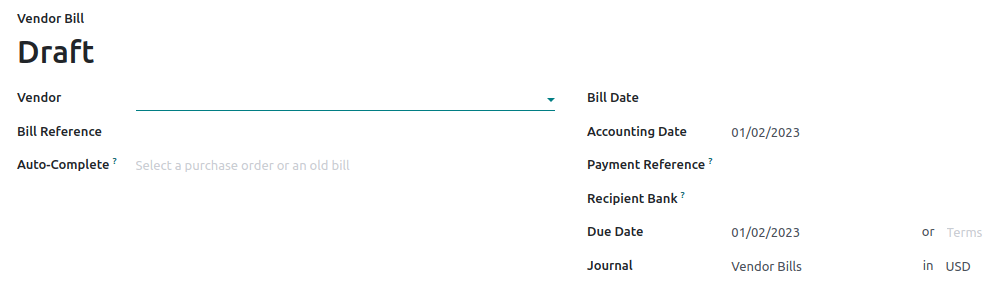 Vendor Bill
Draft
Vendor
Bill Reference
Auto-Complete ? Select a purchase order or an old bill
Bill Date
Accounting Date 01/02/2023
Payment Reference ?
Recipient Bank ?
Due Date 01/02/2023 or Terms
Journal Vendor Bills in USD